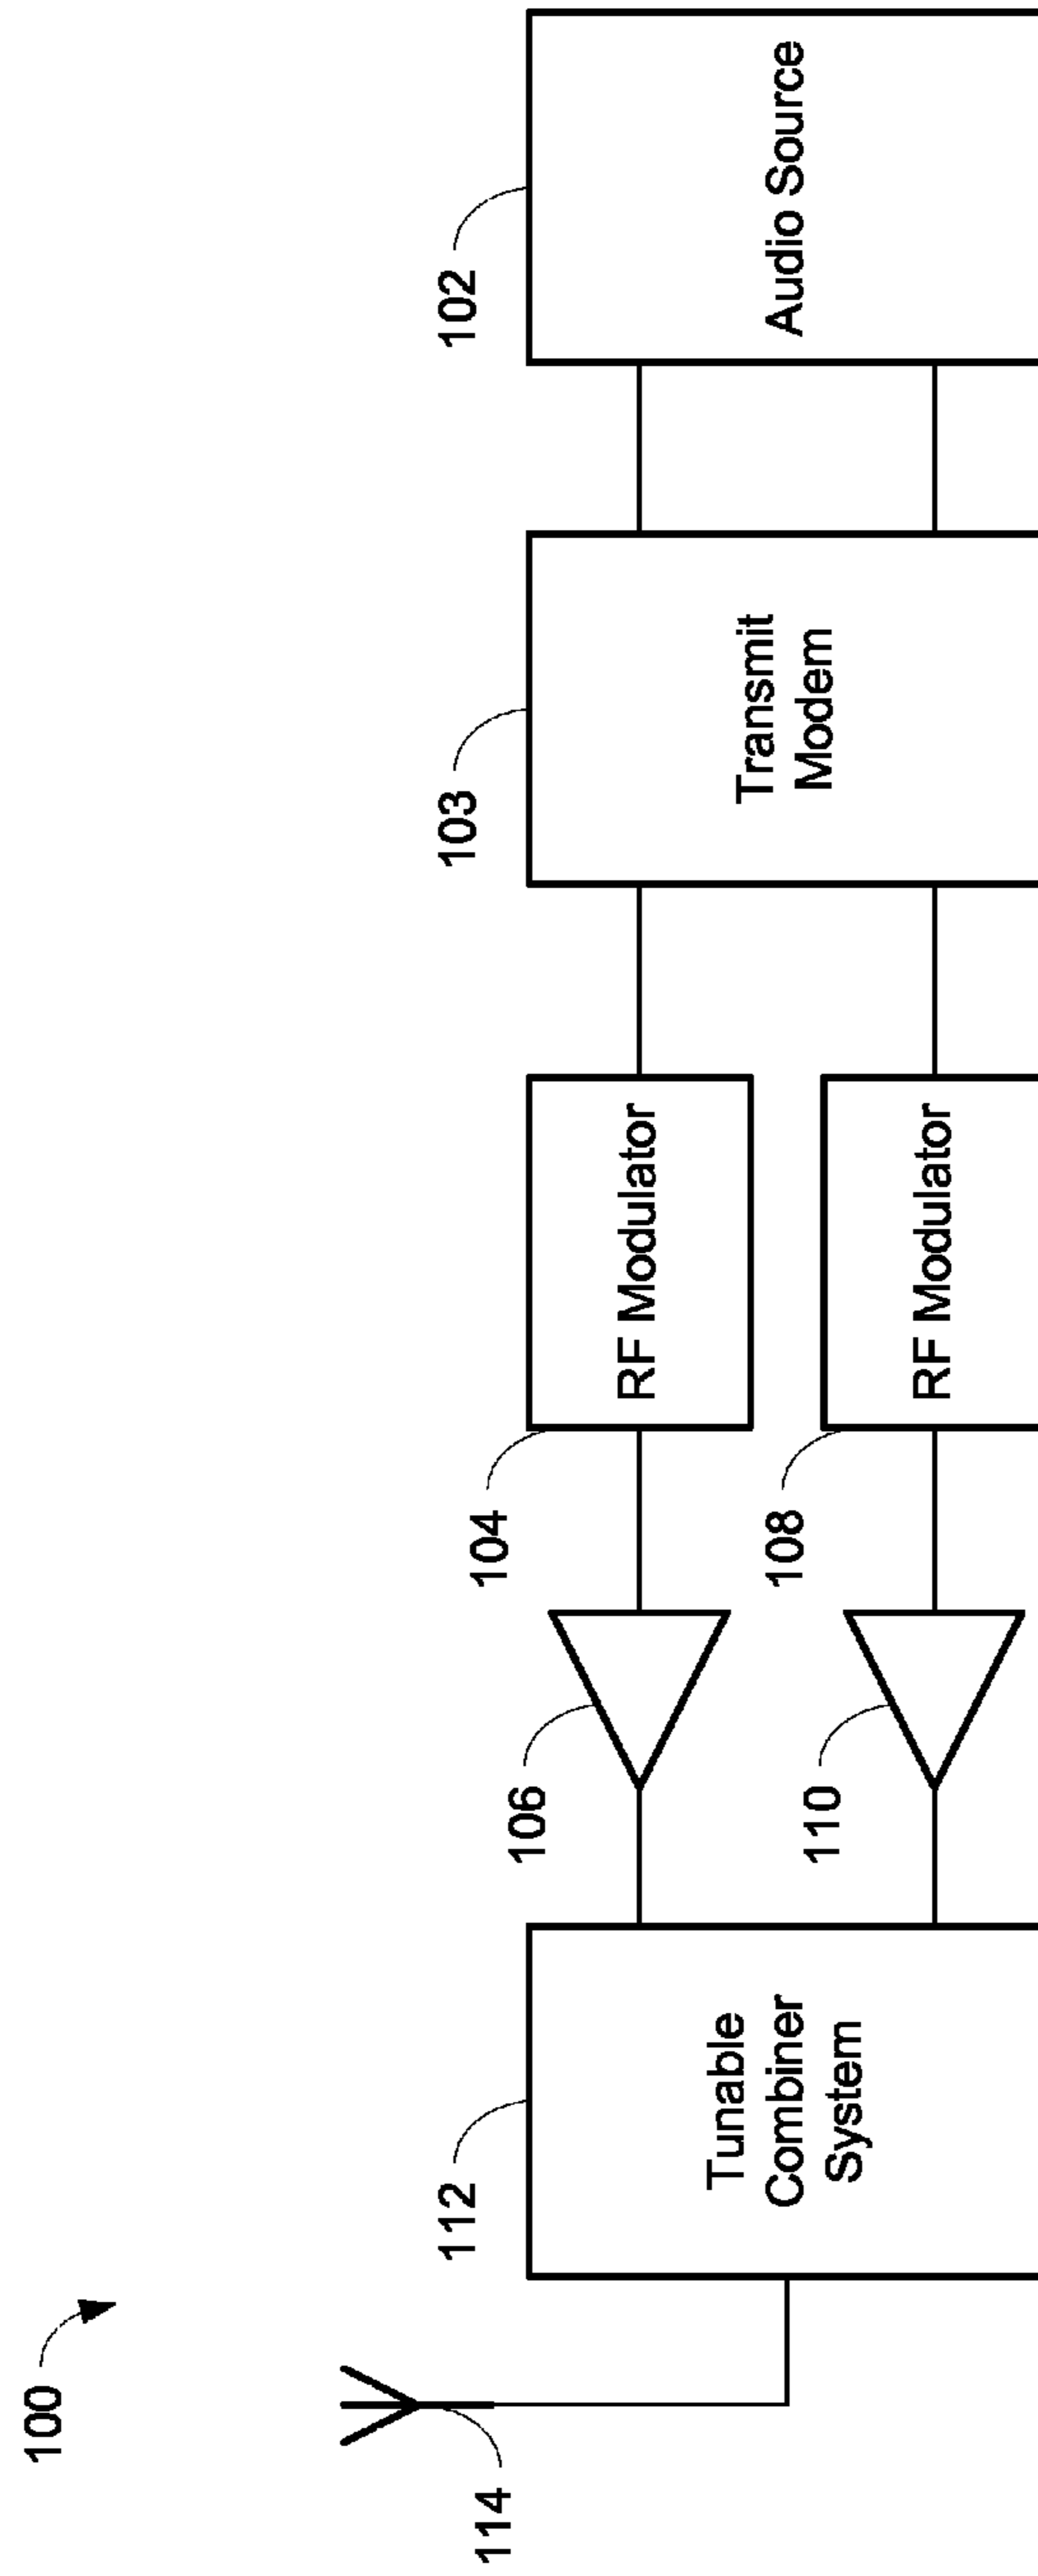 100
114
112
Tunable
Combiner
System
106
110
104
RF Modulator
108
RF Modulator
103
Transmit
Modem
102
Audio Source